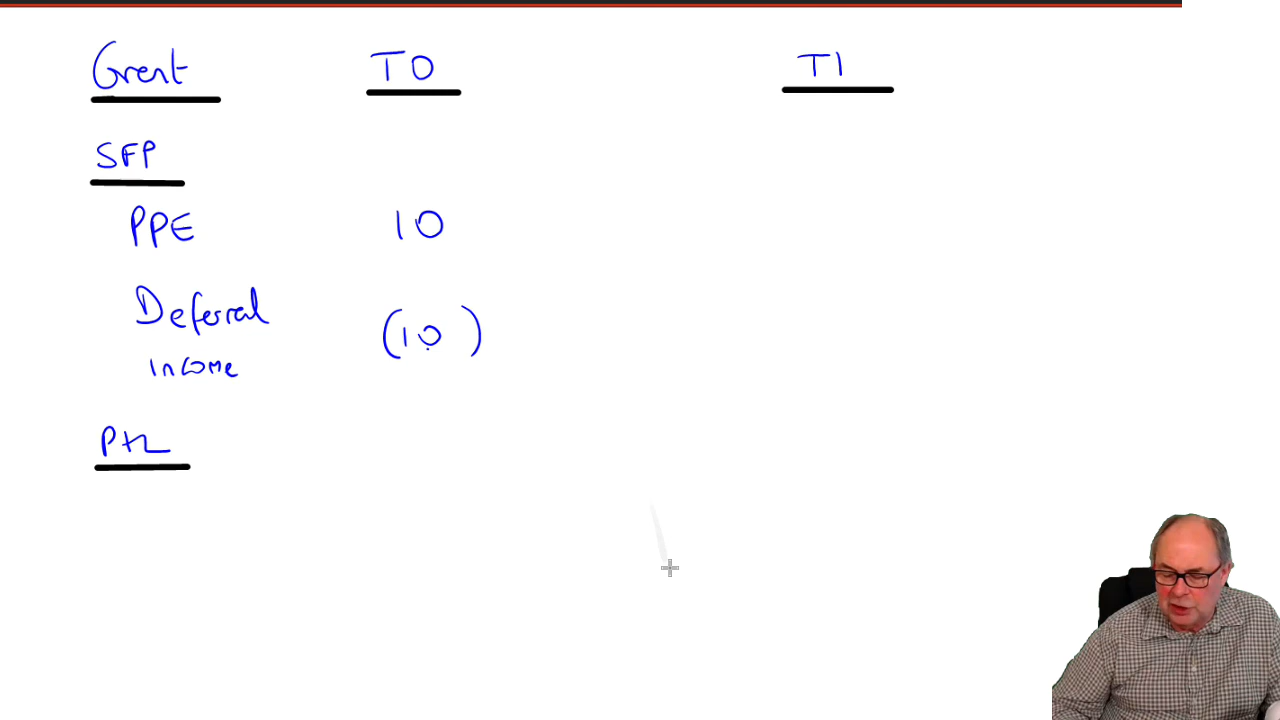 Grant T0 T1
SFP
PPE 10
Deferral (10)
income
P+L